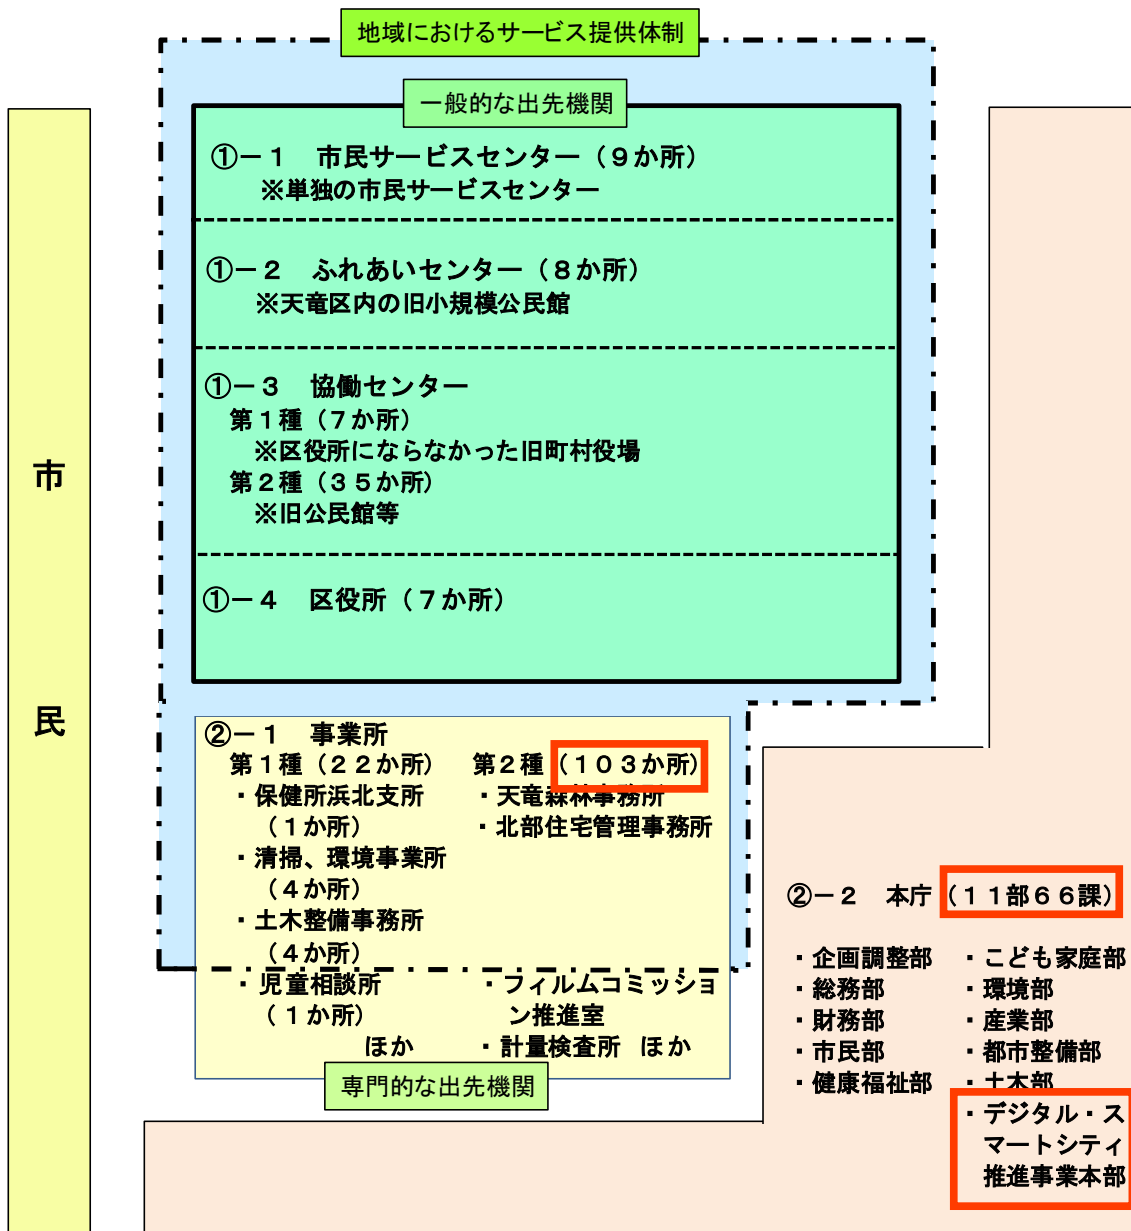 地域におけるサービス提供体制
一般的な出先機関
①－１　市民サービスセンター（９か所）
※単独の市民サービスセンター
①－２　ふれあいセンター（８か所）
※天竜区内の旧小規模公民館
①－３　協働センター
第１種（７か所）
※区役所にならなかった旧町村役場
第２種（３５か所）
※旧公民館等
①－４　区役所（７か所）
市
民
②－１　事業所
第１種（２２か所）
・保健所浜北支所
（１か所）
・清掃、環境事業所
（４か所）
・土木整備事務所
（４か所）
・児童相談所
（１か所）
ほか
第２種（１０３か所）
・天竜森林事務所
・北部住宅管理事務所
・フィルムコミッショ
ン推進室
・計量検査所　ほか
専門的な出先機関
②－２　本庁（１１部６６課）
・企画調整部
・総務部
・財務部
・市民部
・健康福祉部
・こども家庭部
・環境部
・産業部
・都市整備部
・土木部
・デジタル・ス
マートシティ
推進事業本部